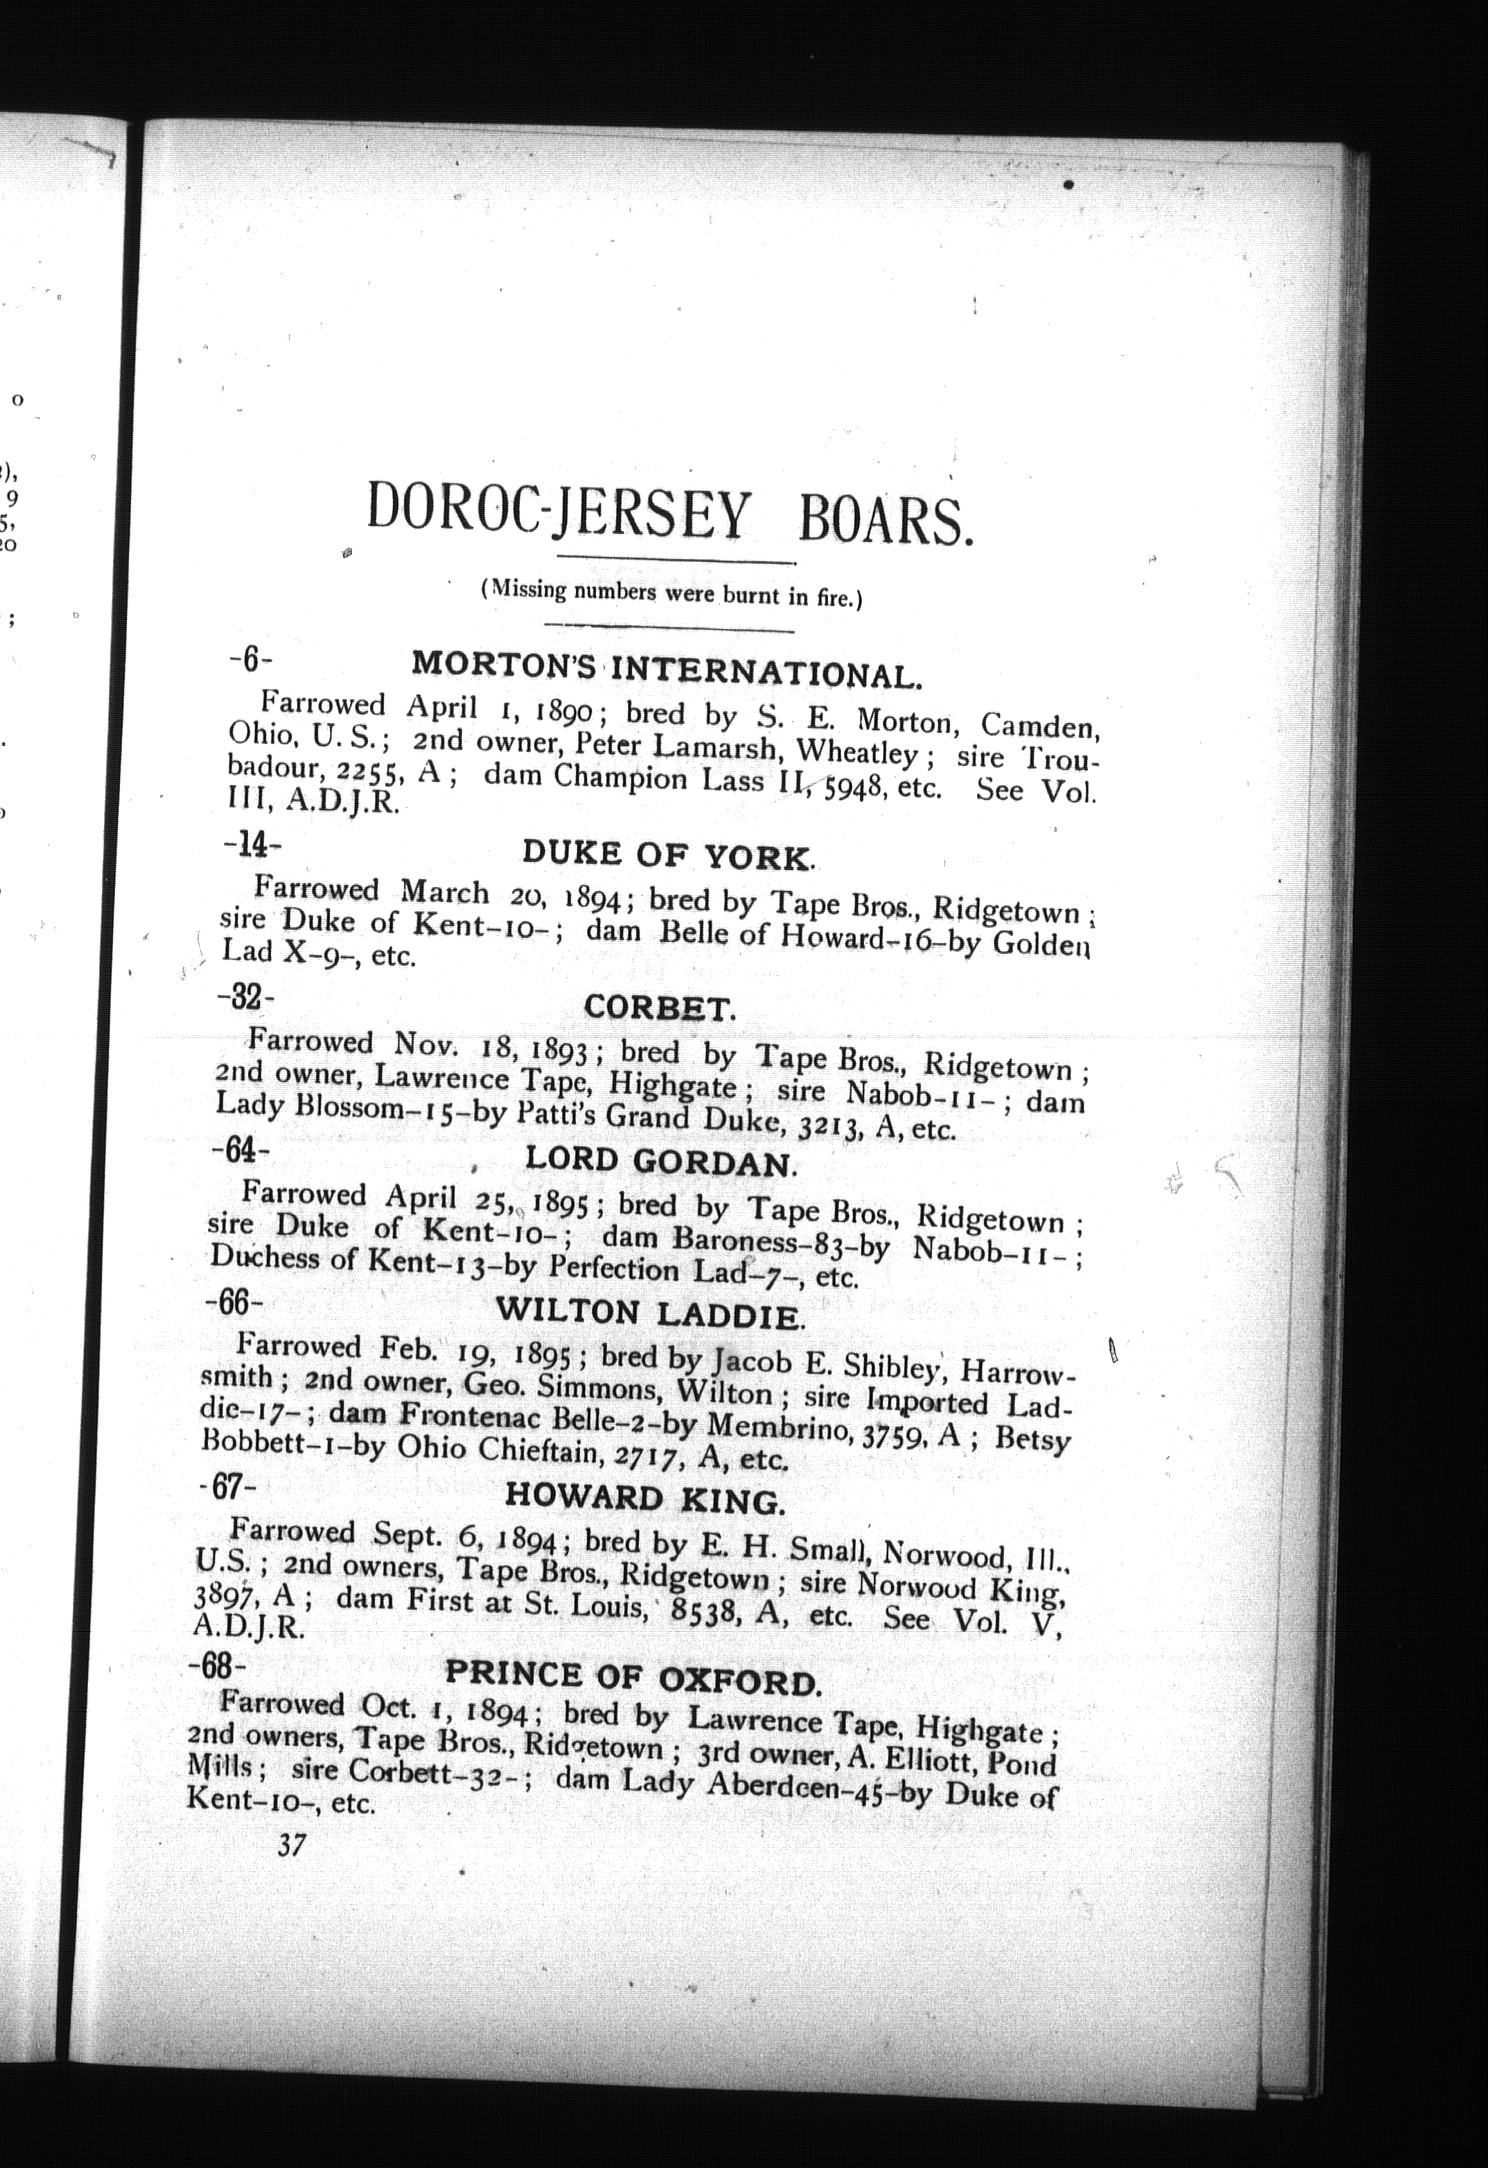 DOROC-JERSEY BOARS.
(Missing numbers were burnt in fire.)
-6- MORTON'S INTERNATIONAL.
Farrowed April 1, 1890; bred by S. E. Morton, Camden,
Ohio, U. S.; 2nd owner, Peter Lamarsh, Wheatley; sire Trou-
badour, 2255, A; dam Champion Lass II, 5948, etc. See Vol.
III, A.D.J.R.
-14- DUKE OF YORK.
Farrowed March 20, 1894; bred by Tape Bros., Ridgetown;
sire Duke of Kent-10-; dam Belle of Howard-16-by Golden
Lad X-9-, etc.
-32- CORBET.
Farrowed Nov. 18, 1893; bred by Tape Bros., Ridgetown;
2nd owner, Lawrence Tape, Highgate; sire Nabob-11-; dam
Lady Blossom-15-by Patti's Grand Duke, 3213, A, etc.
-64- LORD GORDAN.
Farrowed April 25, 1895; bred by Tape Bros., Ridgetown;
sire Duke of Kent-10-; dam Baroness-83-by Nabob-11-;
Duchess of Kent-13-by Perfection Lad-7-, etc.
-66- WILTON LADDIE.
Farrowed Feb. 19, 1895; bred by Jacob E. Shibley, Harrow-
smith; 2nd owner, Geo. Simmons, Wilton; sire Imported Lad-
die-17-; dam Frontenac Belle-2-by Membrino, 3759, A; Betsy
Bobbett-1-by Ohio Chieftain, 2717, A, etc.
-67- HOWARD KING.
Farrowed Sept. 6, 1894; bred by E. H. Small, Norwood, Ill.,
U.S.; 2nd owners, Tape Bros., Ridgetown; sire Norwood King,
3897, A; dam First at St. Louis, 8538, A, etc. See Vol. V,
A.D.J.R.
-68- PRINCE OF OXFORD.
Farrowed Oct. 1, 1894; bred by Lawrence Tape, Highgate;
2nd owners, Tape Bros., Ridgetown; 3rd owner, A. Elliott, Pond
Mills; sire Corbett-32-; dam Lady Aberdeen-45-by Duke of
Kent-10-, etc.
37